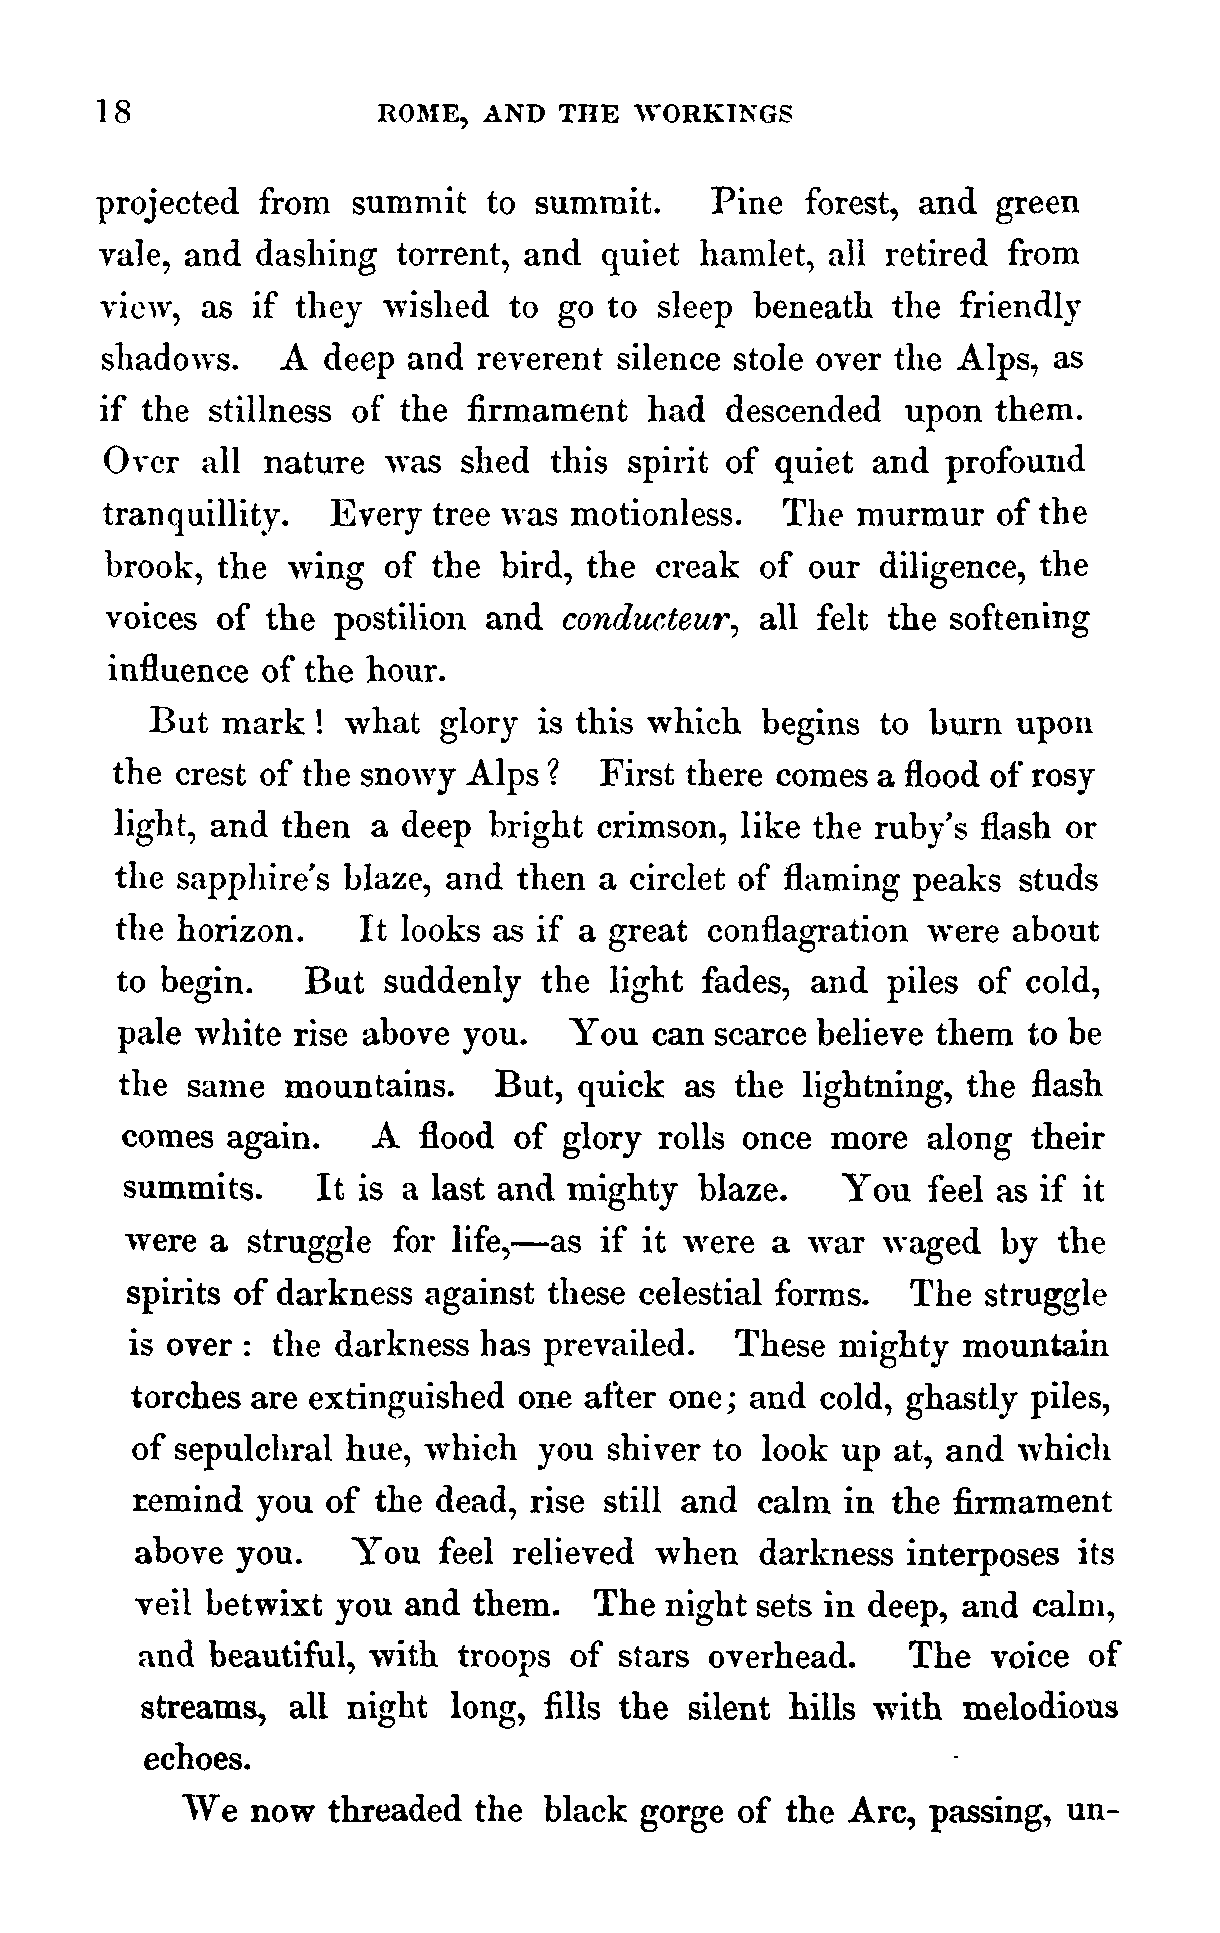 18 ROME, AND THE WORKINGS
projected from summit to summit. Pine forest, and green
vale, and dashing torrent, and quiet hamlet, all retired from
view, as if they wished to go to sleep beneath the friendly
shadows. A deep and reverent silence stole over the Alps, as
if the stillness of the firmament had descended upon them.
Over all nature was shed this spirit of quiet and profound
tranquillity. Every tree was motionless. The murmur of the
brook, the wing of the bird, the creak of our diligence, the
voices of the postilion and conducteur, all felt the softening
influence of the hour.
But mark! what glory is this which begins to burn upon
the crest of the snowy Alps? First there comes a flood of rosy
light, and then a deep bright crimson, like the ruby's flash or
the sapphire's blaze, and then a circlet of flaming peaks studs
the horizon. It looks as if a great conflagration were about
to begin. But suddenly the light fades, and piles of cold,
pale white rise above you. You can scarce believe them to be
the same mountains. But, quick as the lightning, the flash
comes again. A flood of glory rolls once more along their
summits. It is a last and mighty blaze. You feel as if it
were a struggle for life,—as if it were a war waged by the
spirits of darkness against these celestial forms. The struggle
is over: the darkness has prevailed. These mighty mountain
torches are extinguished one after one; and cold, ghastly piles,
of sepulchral hue, which you shiver to look up at, and which
remind you of the dead, rise still and calm in the firmament
above you. You feel relieved when darkness interposes its
veil betwixt you and them. The night sets in deep, and calm,
and beautiful, with troops of stars overhead. The voice of
streams, all night long, fills the silent hills with melodious
echoes.
We now threaded the black gorge of the Arc, passing, un-